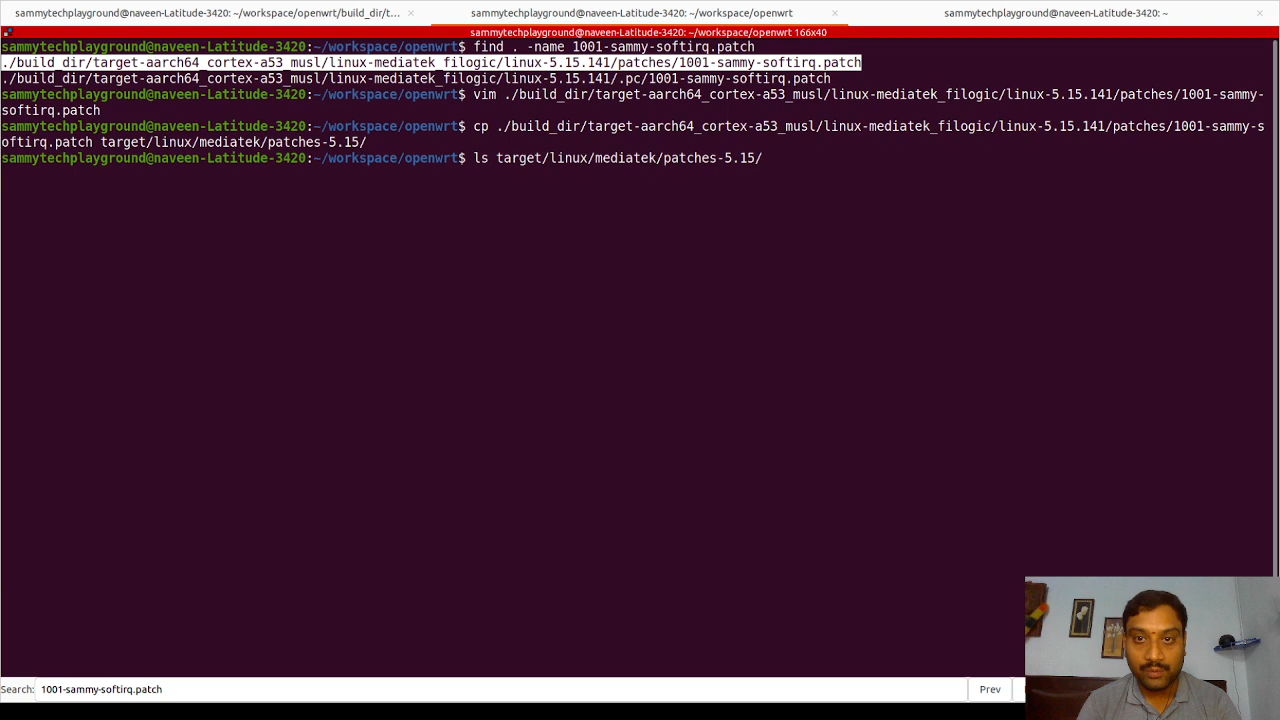 sammytechplayground@naveen-Latitude-3420: ~/workspace/openwrt/build_dir/t... ×
sammytechplayground@naveen-Latitude-3420: ~/workspace/openwrt ×
sammytechplayground@naveen-Latitude-3420: ~ ×
sammytechplayground@naveen-Latitude-3420: ~/workspace/openwrt 166x40
sammytechplayground@naveen-Latitude-3420:~/workspace/openwrt$ find . -name 1001-sammy-softirq.patch
./build_dir/target-aarch64_cortex-a53_musl/linux-mediatek_filogic/linux-5.15.141/patches/1001-sammy-softirq.patch
./build_dir/target-aarch64_cortex-a53_musl/linux-mediatek_filogic/linux-5.15.141/.pc/1001-sammy-softirq.patch
sammytechplayground@naveen-Latitude-3420:~/workspace/openwrt$ vim ./build_dir/target-aarch64_cortex-a53_musl/linux-mediatek_filogic/linux-5.15.141/patches/1001-sammy-
softirq.patch
sammytechplayground@naveen-Latitude-3420:~/workspace/openwrt$ cp ./build_dir/target-aarch64_cortex-a53_musl/linux-mediatek_filogic/linux-5.15.141/patches/1001-sammy-s
oftirq.patch target/linux/mediatek/patches-5.15/
sammytechplayground@naveen-Latitude-3420:~/workspace/openwrt$ ls target/linux/mediatek/patches-5.15/
Search: 1001-sammy-softirq.patch
Prev